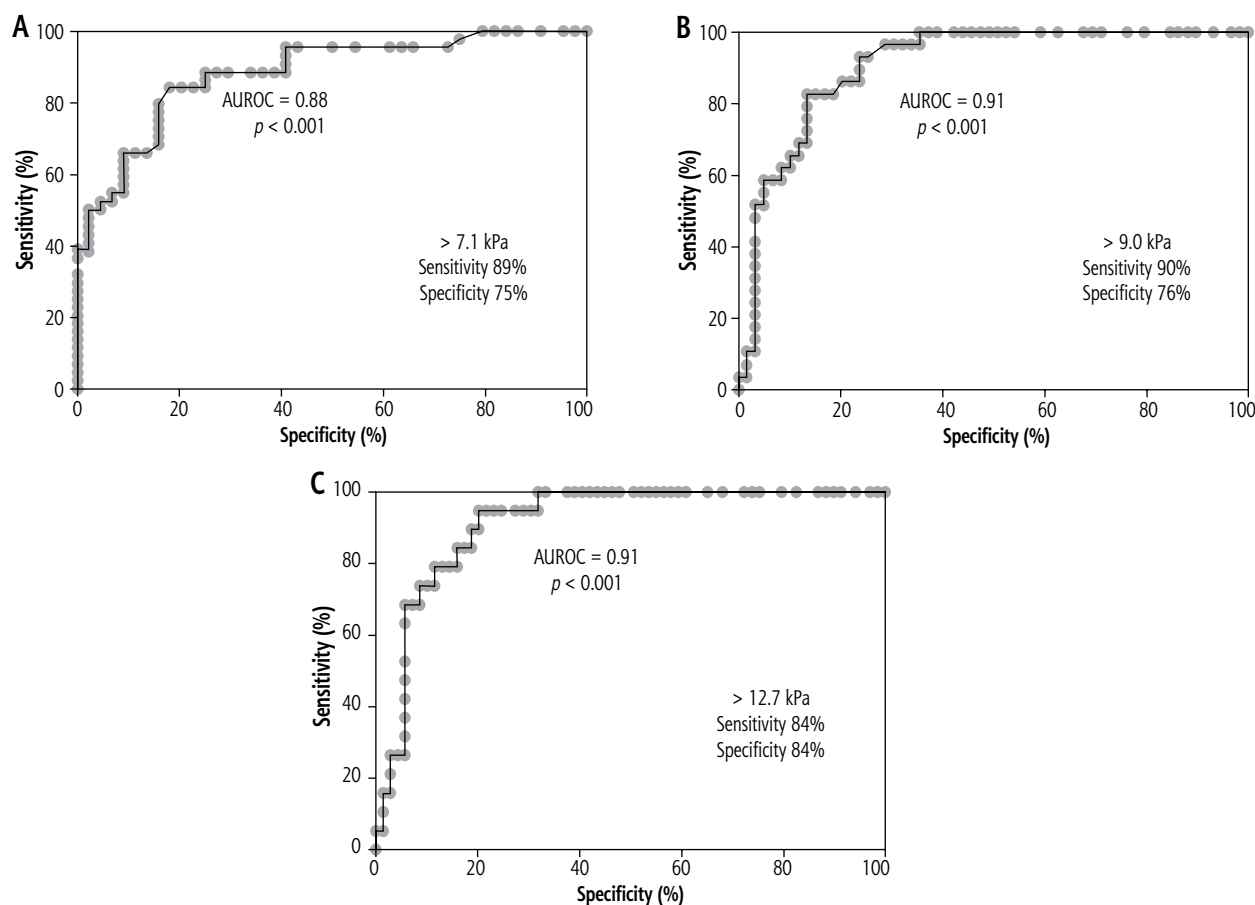 A
100
80
60
40
20
0
Sensitivity (%)
AUROC = 0.88
p < 0.001
> 7.1 kPa
Sensitivity 89%
Specificity 75%
0 20 40 60 80 100
Specificity (%)
B
100
80
60
40
20
0
Sensitivity (%)
AUROC = 0.91
p < 0.001
> 9.0 kPa
Sensitivity 90%
Specificity 76%
0 20 40 60 80 100
Specificity (%)
C
100
80
60
40
20
0
Sensitivity (%)
AUROC = 0.91
p < 0.001
> 12.7 kPa
Sensitivity 84%
Specificity 84%
0 20 40 60 80 100
Specificity (%)